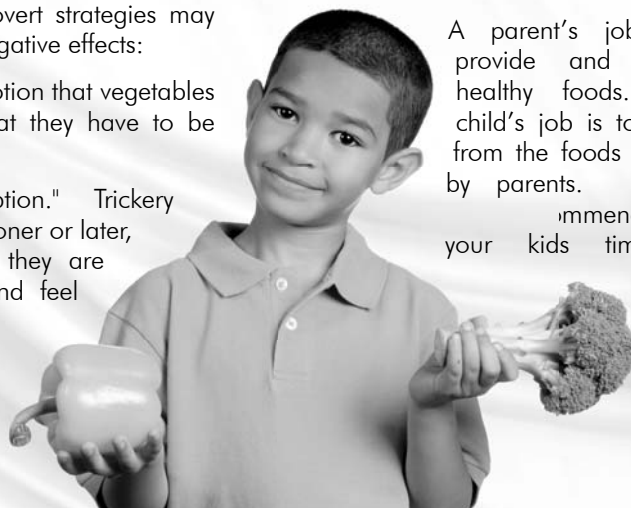 overt strategies may
gative effects:
ption that vegetables
at they have to be
ption." Trickery
oner or later,
they are
nd feel
A parent's job
provide and
healthy foods.
child's job is to
from the foods
by parents.
mmen
your kids tim